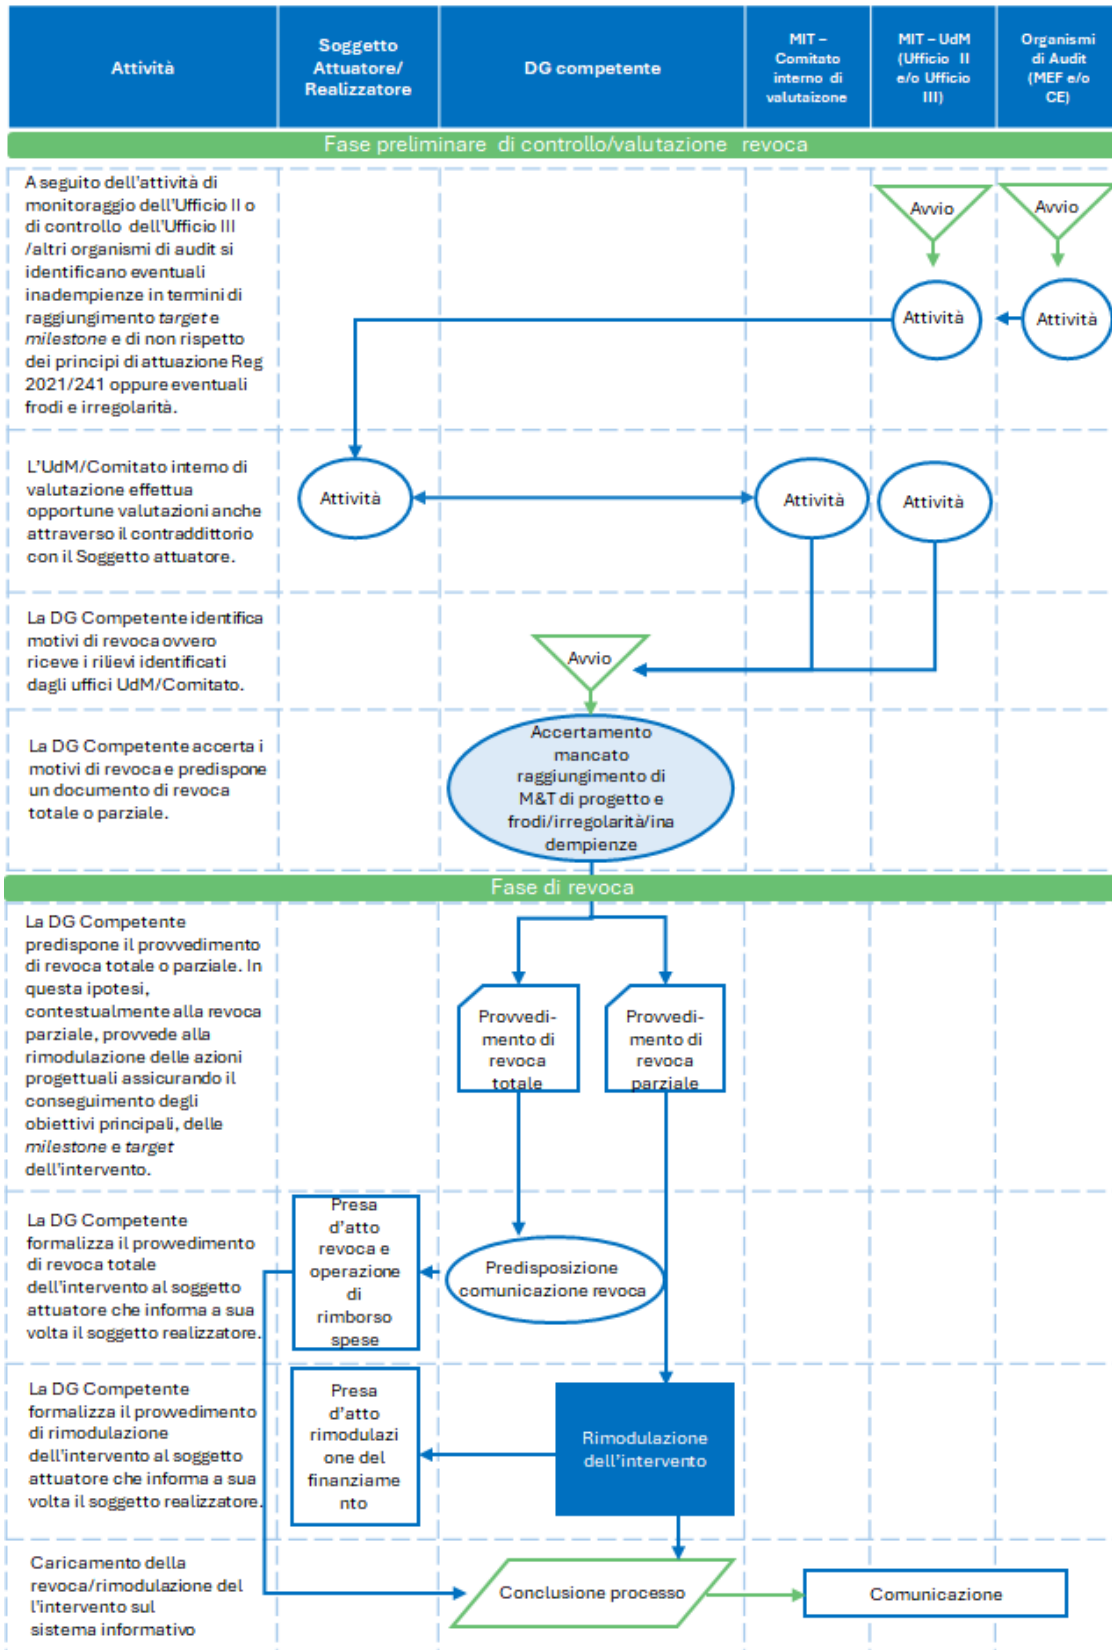 Attività
Soggetto
Attuatore/
Realizzatore
DG competente
MIT –
Comitato
interno di
valutaizone
MIT – UdM
(Ufficio II
e/o Ufficio
III)
Organismi
di Audit
(MEF e/o
CE)
Fase preliminare di controllo/valutazione revoca
A seguito dell'attività di
monitoraggio dell'Ufficio II o
di controllo dell'Ufficio III
/altri organismi di audit si
identificano eventuali
inadempienze in termini di
raggiungimento target e
milestone e di non rispetto
dei principi di attuazione Reg
2021/241 oppure eventuali
frodi e irregolarità.
Avvio
Avvio
Attività
Attività
L'UdM/Comitato interno di
valutazione effettua
opportune valutazioni anche
attraverso il contraddittorio
con il Soggetto attuatore.
Attività
Attività
Attività
La DG Competente identifica
motivi di revoca ovvero
riceve i rilievi identificati
dagli uffici UdM/Comitato.
Avvio
La DG Competente accerta i
motivi di revoca e predispone
un documento di revoca
totale o parziale.
Accertamento
mancato
raggiungimento di
M&T di progetto e
frodi/irregolarità/ina
dempienze
Fase di revoca
La DG Competente
predispone il provvedimento
di revoca totale o parziale. In
questa ipotesi,
contestualmente alla revoca
parziale, provvede alla
rimodulazione delle azioni
progettuali assicurando il
conseguimento degli
obiettivi principali, delle
milestone e target
dell'intervento.
Provvedi-
mento di
revoca
totale
Provvedi-
mento di
revoca
parziale
La DG Competente
formalizza il provvedimento
di revoca totale
dell'intervento al soggetto
attuatore che informa a sua
volta il soggetto realizzatore.
Presa
d'atto
revoca e
operazione
di
rimborso
spese
Predisposizione
comunicazione revoca
La DG Competente
formalizza il provvedimento
di rimodulazione
dell'intervento al soggetto
attuatore che informa a sua
volta il soggetto realizzatore.
Presa
d'atto
rimodulazi
one del
finanziame
nto
Rimodulazione
dell'intervento
Caricamento della
revoca/rimodulazione del
l'intervento sul
sistema informativo
Conclusione processo
Comunicazione